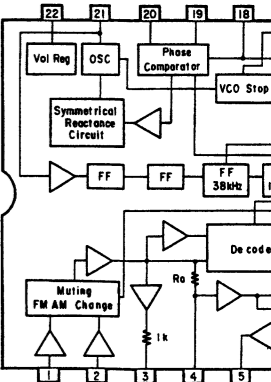 22 21 20 19 18
Vol Reg
OSC
Phase
Comparator
VCO Stop
Symmetrical
Reactance
Circuit
FF
FF
FF
38kHz
Decode
Ro
Muting
FM AM Change
1k
1 2 3 4 5